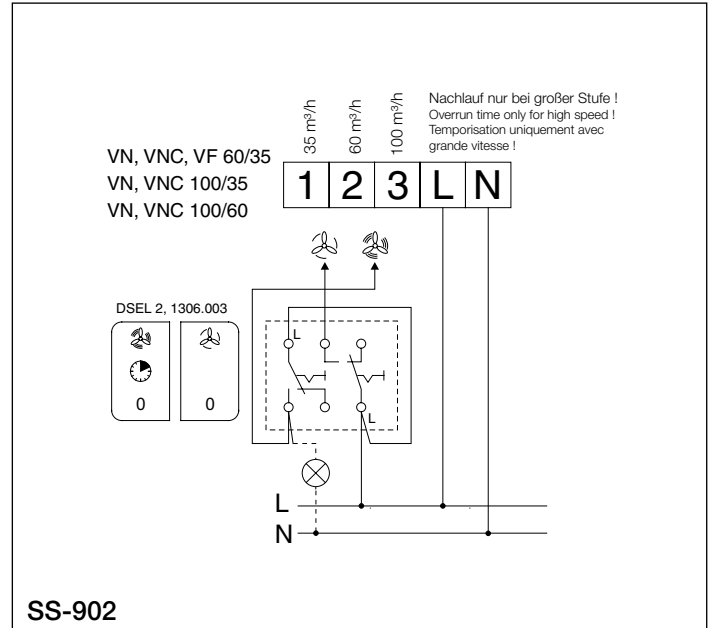 35 m³/h
60 m³/h
100 m³/h
Nachlauf nur bei großer Stufe !
Overrun time only for high speed !
Temporisation uniquement avec
grande vitesse !
VN, VNC, VF 60/35
VN, VNC 100/35
VN, VNC 100/60
1 2 3 L N
DSEL 2, 1306.003
0 0
L
L
L
N
SS-902